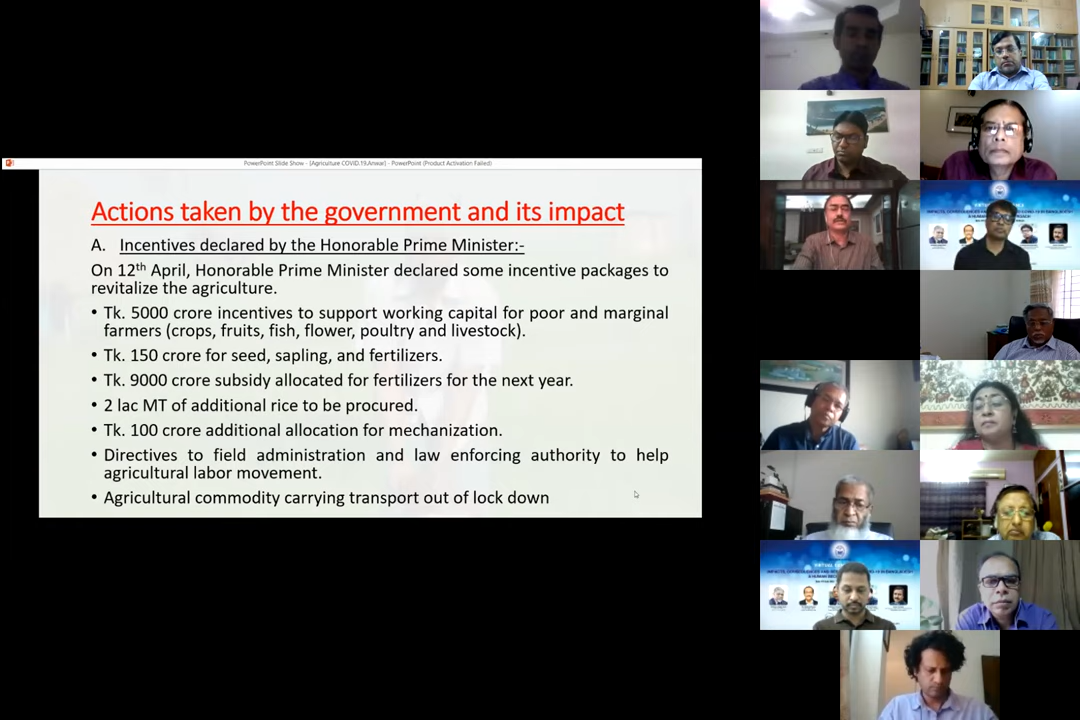 PowerPoint Slide Show - [Agriculture COVID.19.Anwar] - PowerPoint (Product Activation Failed)
Actions taken by the government and its impact
A. Incentives declared by the Honorable Prime Minister:-
On 12th April, Honorable Prime Minister declared some incentive packages to
revitalize the agriculture.
• Tk. 5000 crore incentives to support working capital for poor and marginal
farmers (crops, fruits, fish, flower, poultry and livestock).
• Tk. 150 crore for seed, sapling, and fertilizers.
• Tk. 9000 crore subsidy allocated for fertilizers for the next year.
• 2 lac MT of additional rice to be procured.
• Tk. 100 crore additional allocation for mechanization.
• Directives to field administration and law enforcing authority to help
agricultural labor movement.
• Agricultural commodity carrying transport out of lock down